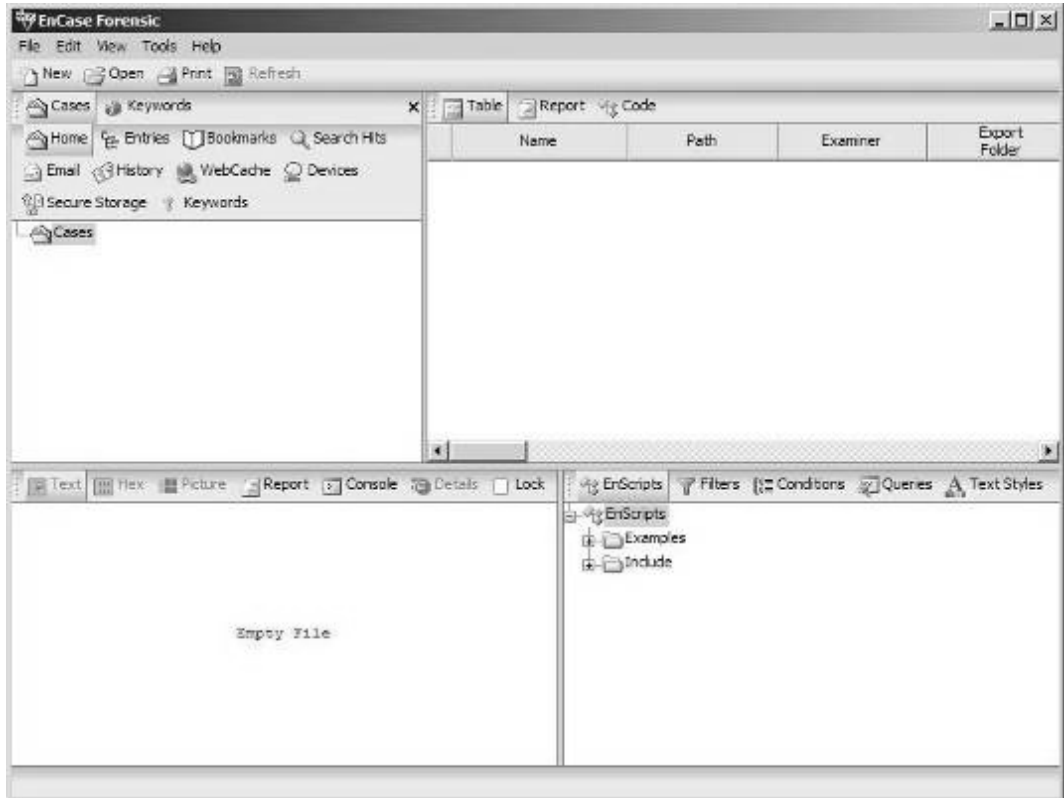 EnCase Forensic
File Edit View Tools Help
New Open Print Refresh
Cases Keywords
Home Entries Bookmarks Search Hits
Email History WebCache Devices
Secure Storage Keywords
Cases
Table Report Code
Name Path Examiner Export Folder
Text Hex Picture Report Console Details Lock
Empty File
EnScripts Filters Conditions Queries Text Styles
EnScripts
Examples
Include